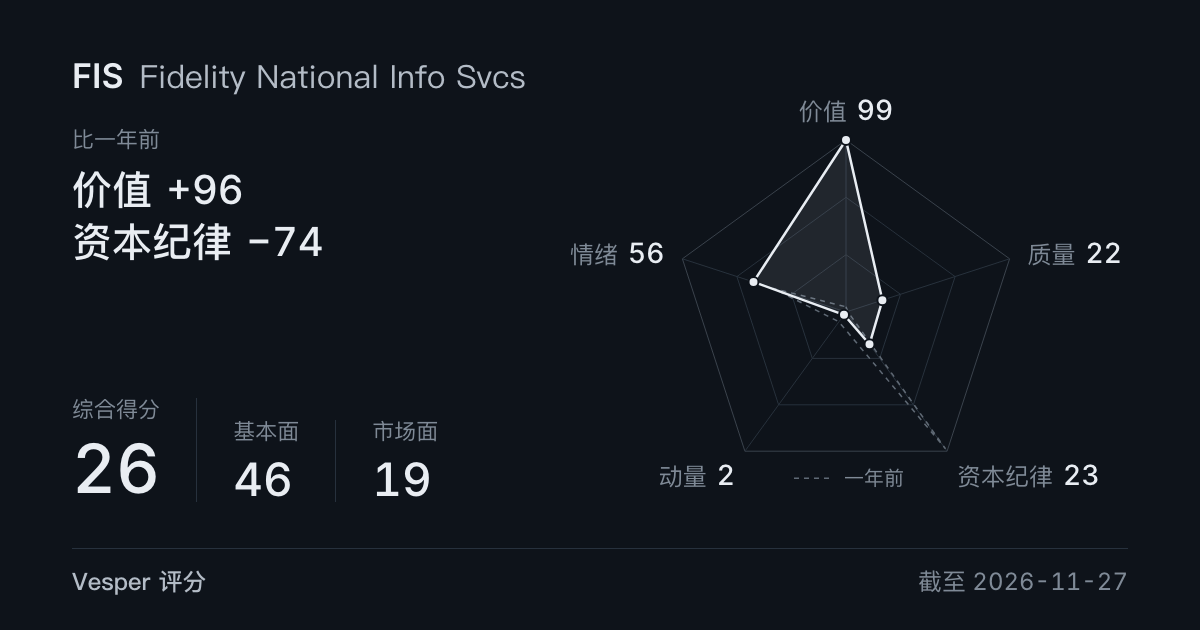 FIS Fidelity National Info Svcs
比一年前
价值 +96
资本纪律 −74
综合得分
26
基本面
46
市场面
19
价值 99
情绪 56
质量 22
动量 2
---- 一年前
资本纪律 23
Vesper 评分
截至 2026-11-27